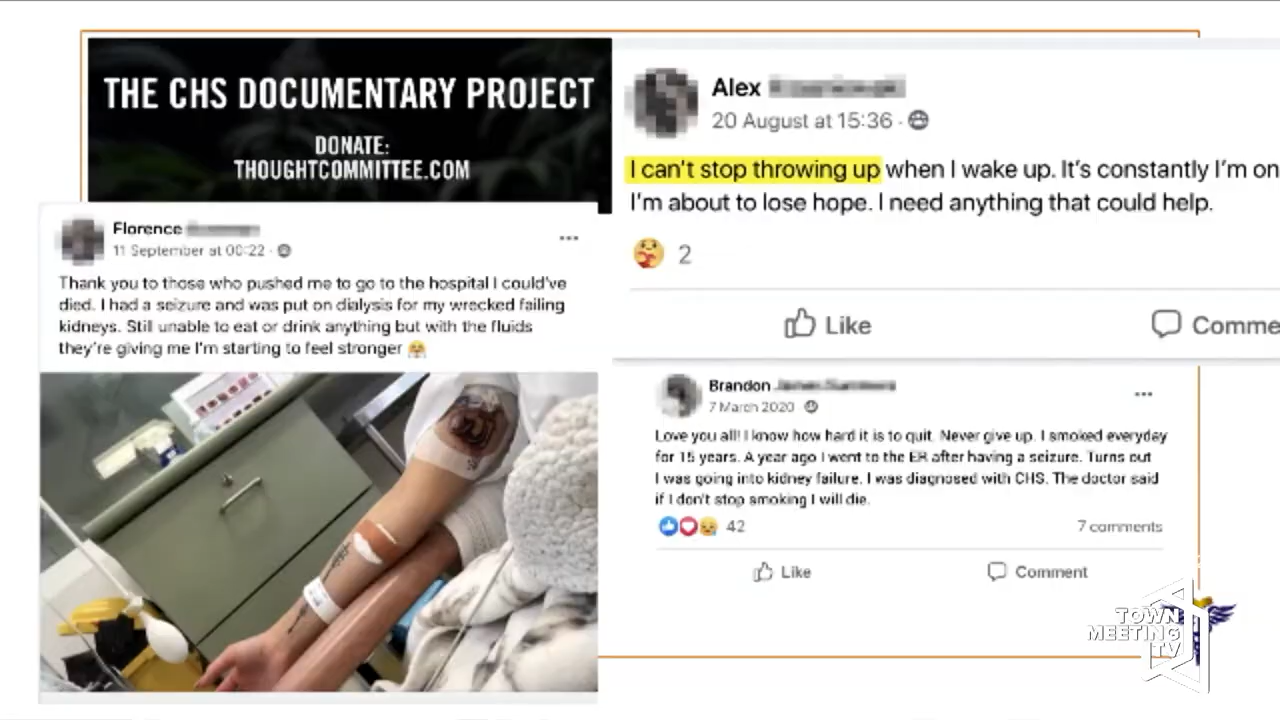 THE CHS DOCUMENTARY PROJECT
DONATE:
THOUGHTCOMMITTEE.COM
Florence
11 September at 00:22 ·
Thank you to those who pushed me to go to the hospital I could've
died. I had a seizure and was put on dialysis for my wrecked failing
kidneys. Still unable to eat or drink anything but with the fluids
they're giving me I'm starting to feel stronger
Alex
20 August at 15:36 ·
I can't stop throwing up when I wake up. It's constantly I'm on
I'm about to lose hope. I need anything that could help.
2
Like
Comme
Brandon
7 March 2020
Love you all! I know how hard it is to quit. Never give up. I smoked everyday
for 15 years. A year ago I went to the ER after having a seizure. Turns out
I was going into kidney failure. I was diagnosed with CHS. The doctor said
if I don't stop smoking I will die.
42
7 comments
Like
Comment
TOWN
MEETING
TV